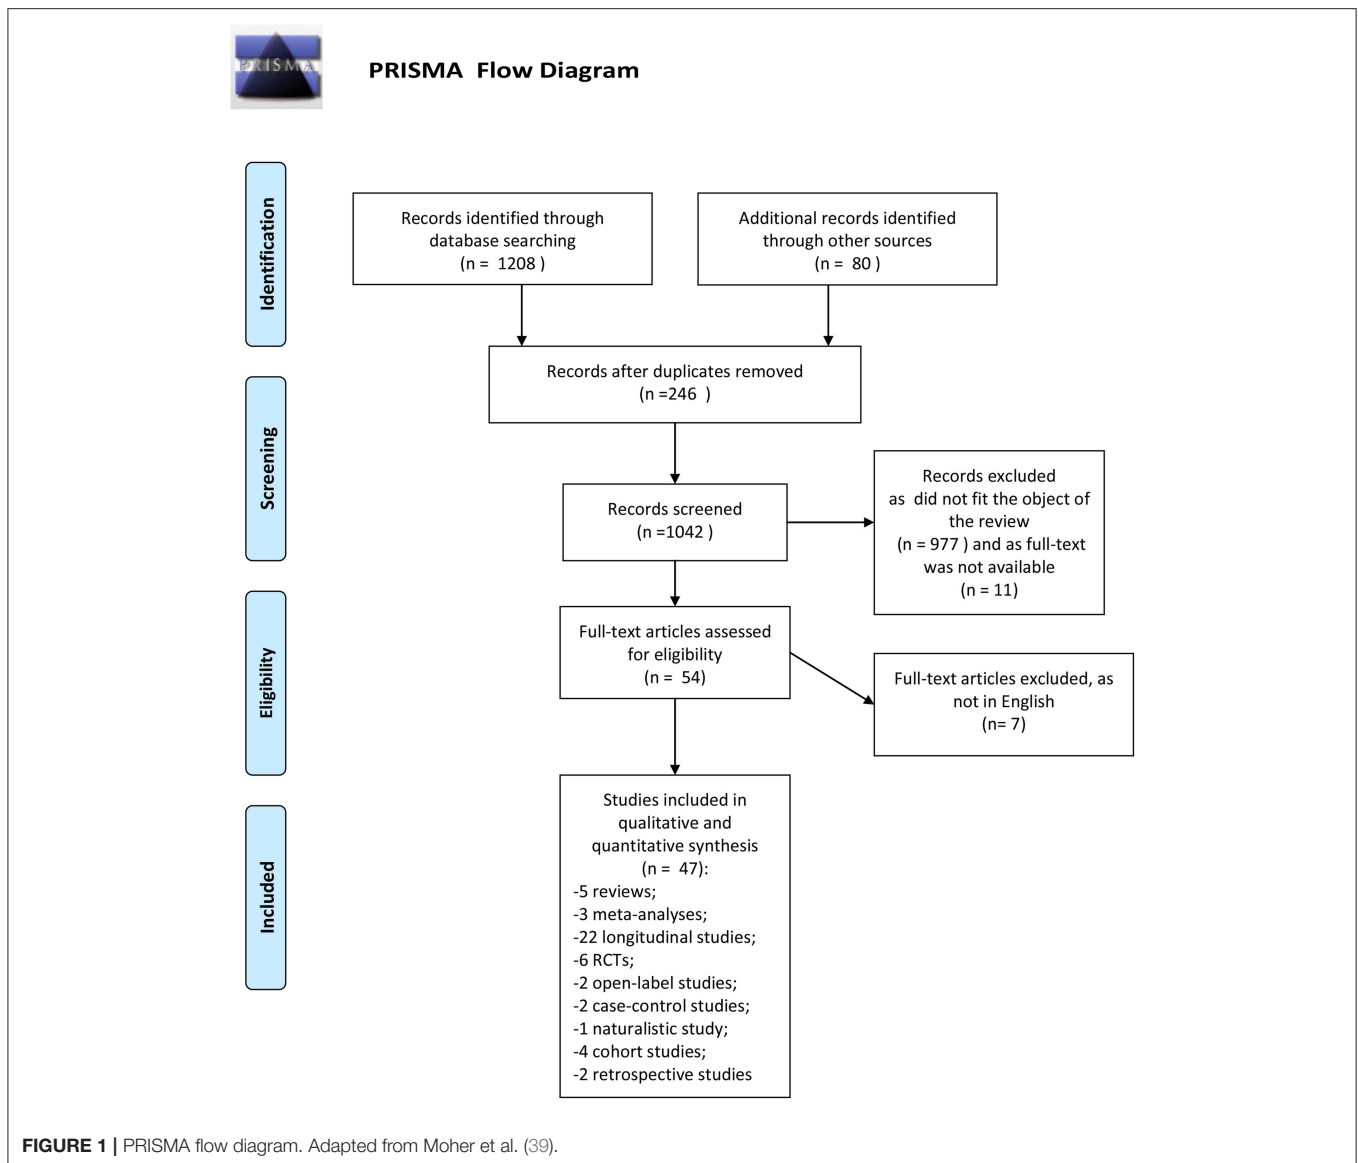 PRISMA
PRISMA Flow Diagram
Identification
Records identified through
database searching
(n = 1208 )
Additional records identified
through other sources
(n = 80 )
Records after duplicates removed
(n =246 )
Screening
Records screened
(n =1042 )
Records excluded
as did not fit the object of
the review
(n = 977 ) and as full-text
was not available
(n = 11)
Eligibility
Full-text articles assessed
for eligibility
(n = 54)
Full-text articles excluded, as
not in English
(n= 7)
Included
Studies included in
qualitative and
quantitative synthesis
(n = 47):
-5 reviews;
-3 meta-analyses;
-22 longitudinal studies;
-6 RCTs;
-2 open-label studies;
-2 case-control studies;
-1 naturalistic study;
-4 cohort studies;
-2 retrospective studies
FIGURE 1 | PRISMA flow diagram. Adapted from Moher et al. (39).